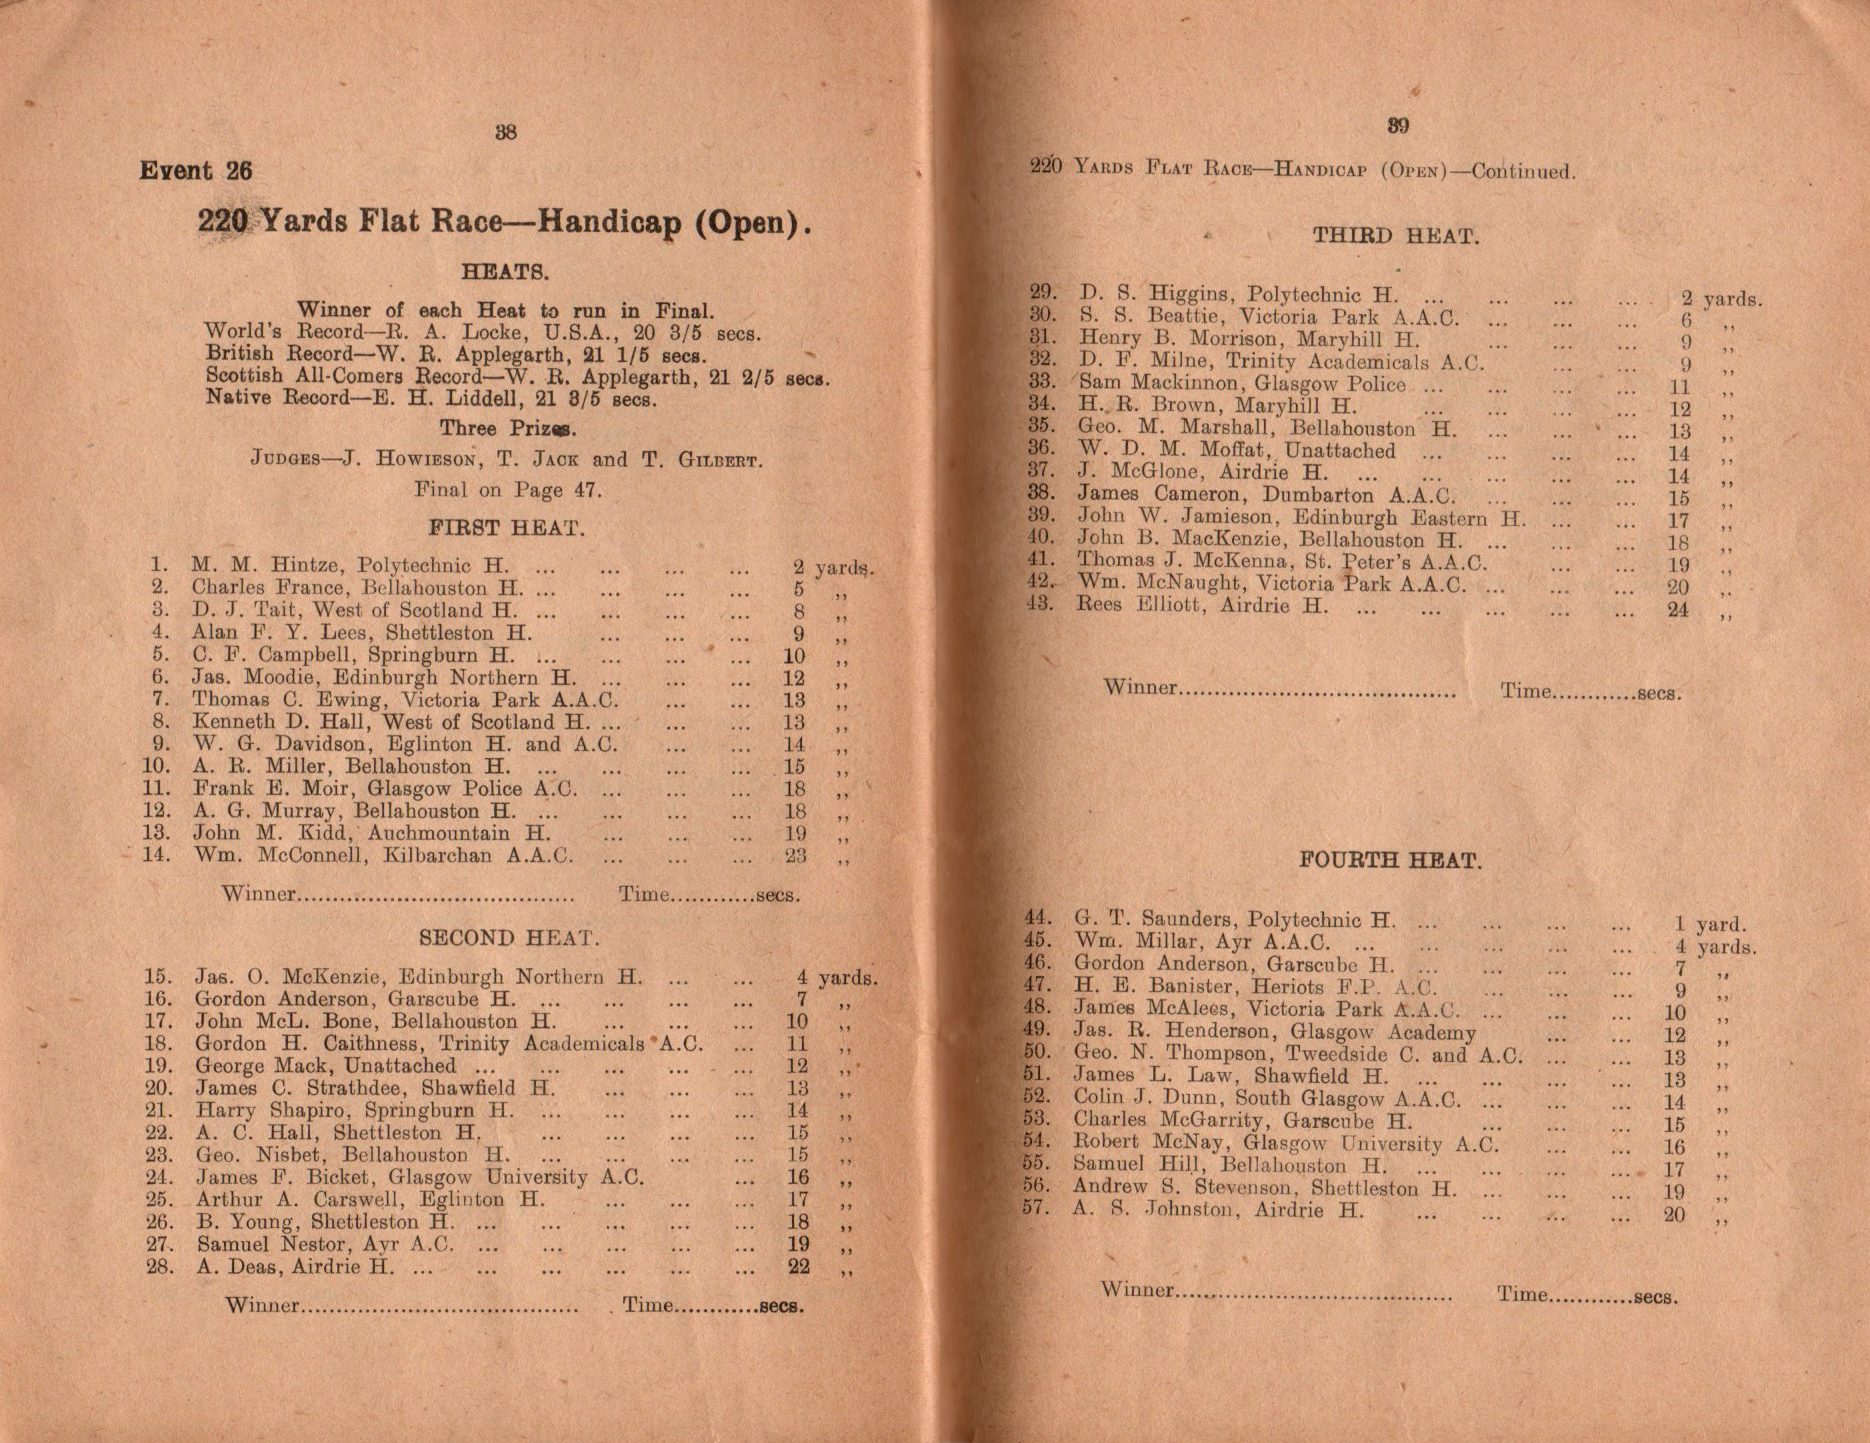 38
Event 26
220 Yards Flat Race—Handicap (Open).
HEATS.
Winner of each Heat to run in Final.
World's Record—R. A. Locke, U.S.A., 20 3/5 secs.
British Record—W. R. Applegarth, 21 1/5 secs.
Scottish All-Comers Record—W. R. Applegarth, 21 2/5 secs.
Native Record—E. H. Liddell, 21 3/5 secs.
Three Prizes.
JUDGES—J. HOWIESON, T. JACK and T. GILBERT.
Final on Page 47.
FIRST HEAT.
1. M. M. Hintze, Polytechnic H. ... ... ... ... 2 yards.
2. Charles France, Bellahouston H. ... ... ... ... 5 ,,
3. D. J. Tait, West of Scotland H. ... ... ... ... 8 ,,
4. Alan F. Y. Lees, Shettleston H. ... ... ... 9 ,,
5. C. F. Campbell, Springburn H. ... ... ... ... 10 ,,
6. Jas. Moodie, Edinburgh Northern H. ... ... ... 12 ,,
7. Thomas C. Ewing, Victoria Park A.A.C. ... ... 13 ,,
8. Kenneth D. Hall, West of Scotland H. ... ... ... 13 ,,
9. W. G. Davidson, Eglinton H. and A.C. ... ... 14 ,,
10. A. R. Miller, Bellahouston H. ... ... ... ... 15 ,,
11. Frank E. Moir, Glasgow Police A.C. ... ... ... 18 ,,
12. A. G. Murray, Bellahouston H. ... ... ... ... 18 ,,
13. John M. Kidd, Auchmountain H. ... ... ... 19 ,,
14. Wm. McConnell, Kilbarchan A.A.C. ... ... ... 23 ,,
Winner....................................... Time............secs.
SECOND HEAT.
15. Jas. O. McKenzie, Edinburgh Northern H. ... ... 4 yards.
16. Gordon Anderson, Garscube H. ... ... ... ... 7 ,,
17. John McL. Bone, Bellahouston H. ... ... ... 10 ,,
18. Gordon H. Caithness, Trinity Academicals A.C. ... 11 ,,
19. George Mack, Unattached ... ... ... ... ... 12 ,,
20. James C. Strathdee, Shawfield H. ... ... ... 13 ,,
21. Harry Shapiro, Springburn H. ... ... ... ... 14 ,,
22. A. C. Hall, Shettleston H. ... ... ... ... 15 ,,
23. Geo. Nisbet, Bellahouston H. ... ... ... ... 15 ,,
24. James F. Bicket, Glasgow University A.C. ... 16 ,,
25. Arthur A. Carswell, Eglinton H. ... ... ... 17 ,,
26. B. Young, Shettleston H. ... ... ... ... ... 18 ,,
27. Samuel Nestor, Ayr A.C. ... ... ... ... ... 19 ,,
28. A. Deas, Airdrie H. ... ... ... ... ... ... 22 ,,
Winner....................................... Time............secs.
39
220 YARDS FLAT RACE—HANDICAP (OPEN)—Continued.
THIRD HEAT.
29. D. S. Higgins, Polytechnic H. ... ... ... ... 2 yards.
30. S. S. Beattie, Victoria Park A.A.C. ... ... ... 6 ,,
31. Henry B. Morrison, Maryhill H. ... ... ... 9 ,,
32. D. F. Milne, Trinity Academicals A.C. ... ... 9 ,,
33. Sam Mackinnon, Glasgow Police ... ... ... ... 11 ,,
34. H. R. Brown, Maryhill H. ... ... ... ... 12 ,,
35. Geo. M. Marshall, Bellahouston H. ... ... ... 13 ,,
36. W. D. M. Moffat, Unattached ... ... ... ... 14 ,,
37. J. McGlone, Airdrie H. ... ... ... ... ... 14 ,,
38. James Cameron, Dumbarton A.A.C. ... ... ... 15 ,,
39. John W. Jamieson, Edinburgh Eastern H. ... ... 17 ,,
40. John B. MacKenzie, Bellahouston H. ... ... ... 18 ,,
41. Thomas J. McKenna, St. Peter's A.A.C. ... ... 19 ,,
42. Wm. McNaught, Victoria Park A.A.C. ... ... ... 20 ,,
43. Rees Elliott, Airdrie H. ... ... ... ... ... 24 ,,
Winner....................................... Time............secs.
FOURTH HEAT.
44. G. T. Saunders, Polytechnic H. ... ... ... ... 1 yard.
45. Wm. Millar, Ayr A.A.C. ... ... ... ... ... 4 yards.
46. Gordon Anderson, Garscube H. ... ... ... ... 7 ,,
47. H. E. Banister, Heriots F.P. A.C. ... ... ... 9 ,,
48. James McAlees, Victoria Park A.A.C. ... ... ... 10 ,,
49. Jas. R. Henderson, Glasgow Academy ... ... 12 ,,
50. Geo. N. Thompson, Tweedside C. and A.C. ... ... 13 ,,
51. James L. Law, Shawfield H. ... ... ... ... 13 ,,
52. Colin J. Dunn, South Glasgow A.A.C. ... ... ... 14 ,,
53. Charles McGarrity, Garscube H. ... ... ... 15 ,,
54. Robert McNay, Glasgow University A.C. ... ... 16 ,,
55. Samuel Hill, Bellahouston H. ... ... ... ... 17 ,,
56. Andrew S. Stevenson, Shettleston H. ... ... ... 19 ,,
57. A. S. Johnston, Airdrie H. ... ... ... ... 20 ,,
Winner....................................... Time............secs.